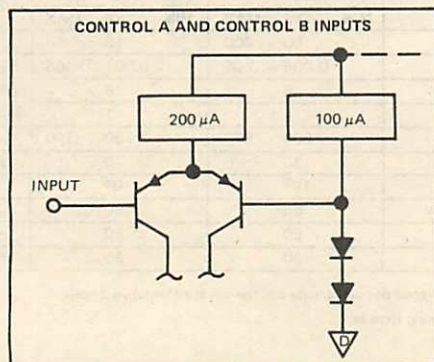 CONTROL A AND CONTROL B INPUTS
200 μA
100 μA
INPUT
D